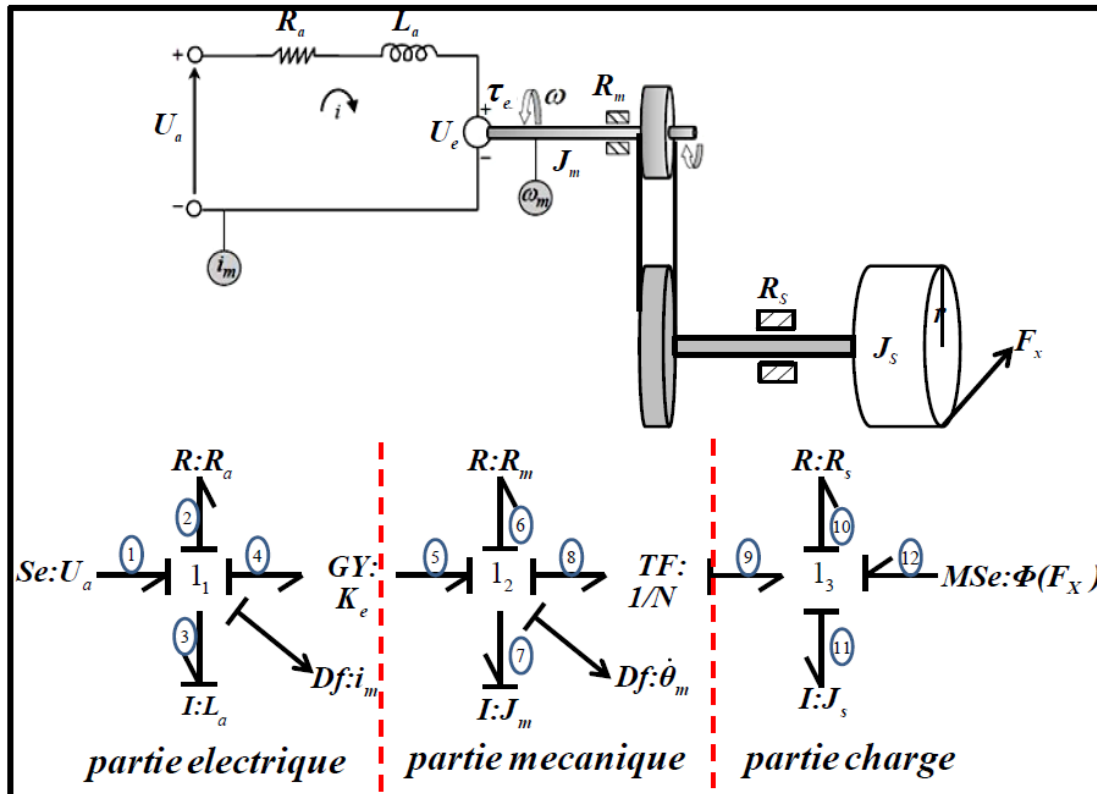 R_a L_a
+
i
U_a
−
i_m
τ_e. ω R_m
+
U_e
−
J_m
ω_m
R_S
r
J_S
F_x
R:R_a R:R_m R:R_s
2 6 10
Se:U_a 1 1_1 4 GY: K_e 5 1_2 8 TF: 1/N 9 1_3 12 MSe:Φ(F_X)
3 7 11
Df:i_m Df:θ̇_m
I:L_a I:J_m I:J_s
partie electrique partie mecanique partie charge